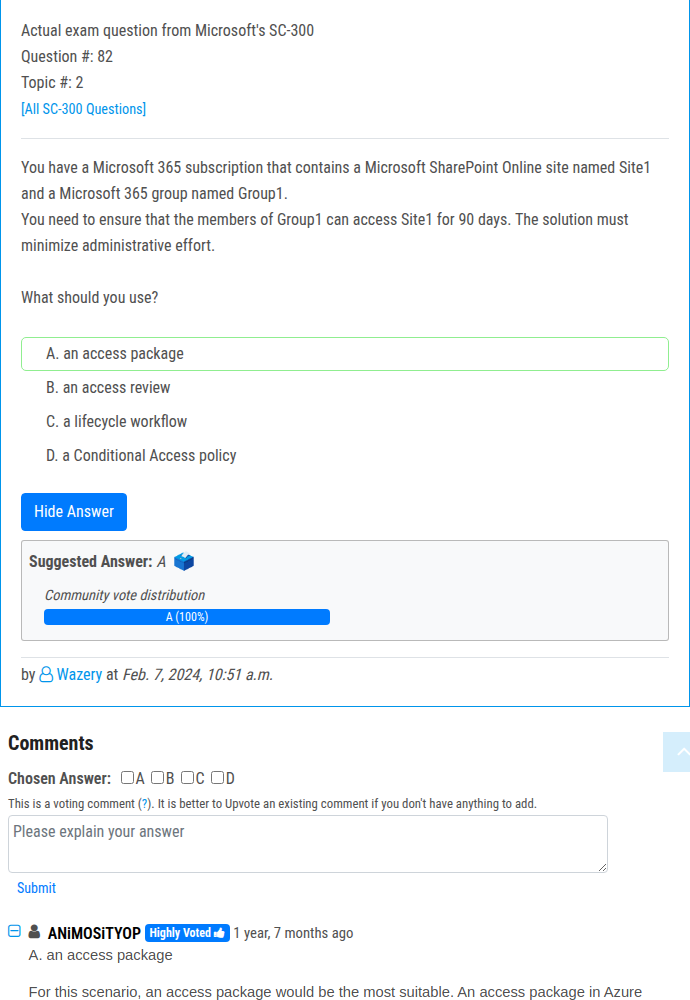 Actual exam question from Microsoft's SC-300
Question #: 82
Topic #: 2
[All SC-300 Questions]
You have a Microsoft 365 subscription that contains a Microsoft SharePoint Online site named Site1
and a Microsoft 365 group named Group1.
You need to ensure that the members of Group1 can access Site1 for 90 days. The solution must
minimize administrative effort.
What should you use?
A. an access package
B. an access review
C. a lifecycle workflow
D. a Conditional Access policy
Hide Answer
Suggested Answer: A
Community vote distribution
A (100%)
by Wazery at Feb. 7, 2024, 10:51 a.m.
Comments
Chosen Answer: A B C D
This is a voting comment (?). It is better to Upvote an existing comment if you don't have anything to add.
Please explain your answer
Submit
ANiMOSiTYOP Highly Voted 1 year, 7 months ago
A. an access package
For this scenario, an access package would be the most suitable. An access package in Azure